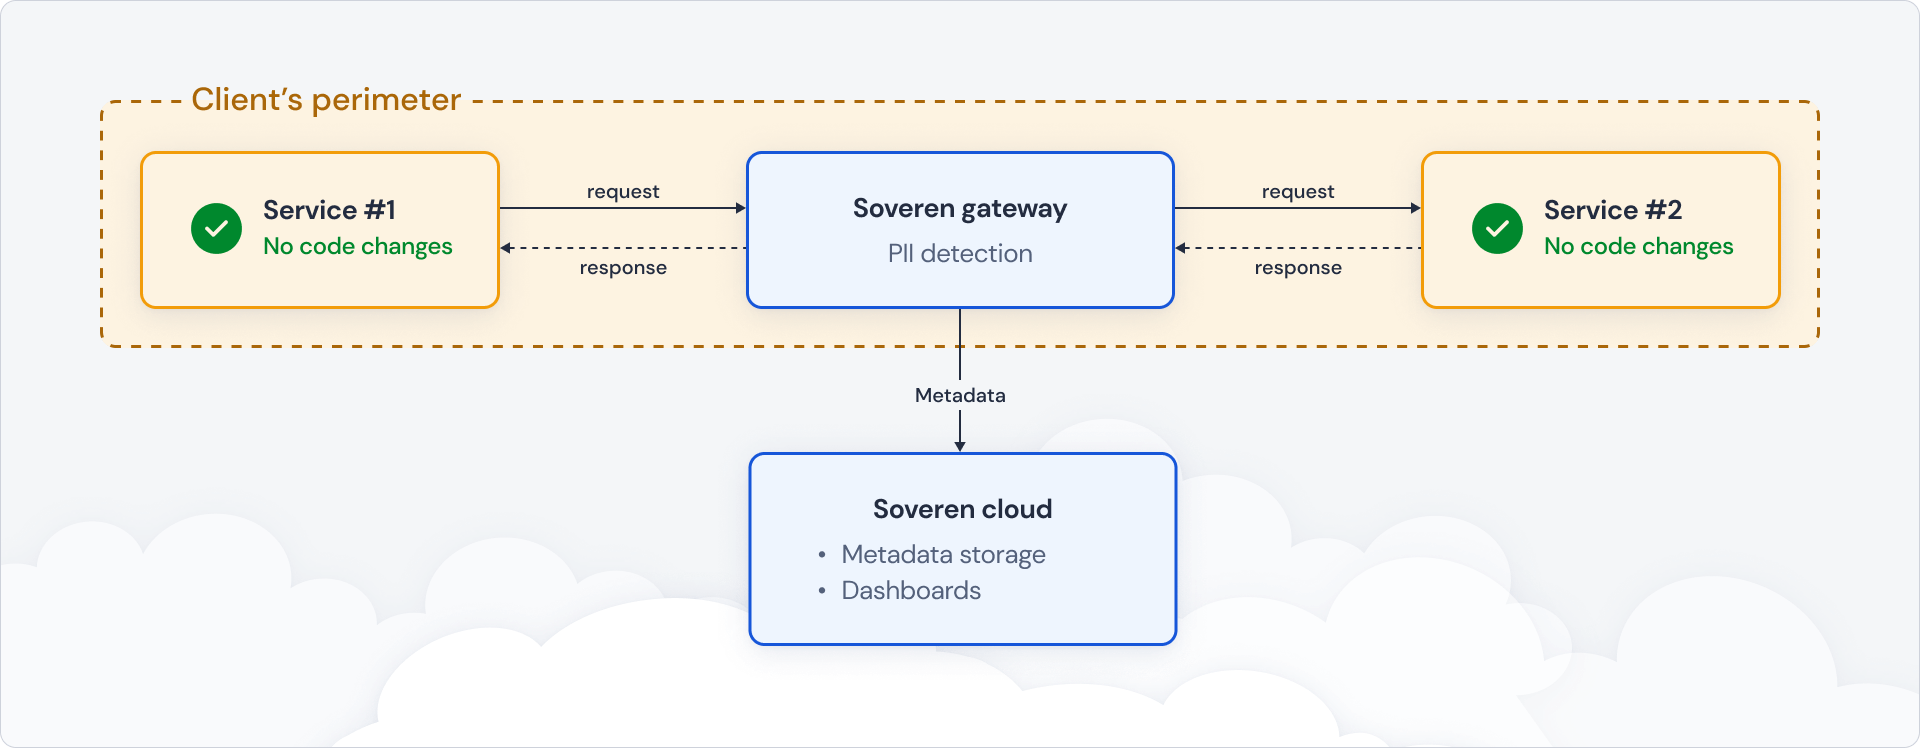 Client’s perimeter
Service #1
No code changes
request
response
Soveren gateway
PII detection
request
response
Service #2
No code changes
Metadata
Soveren cloud
• Metadata storage
• Dashboards